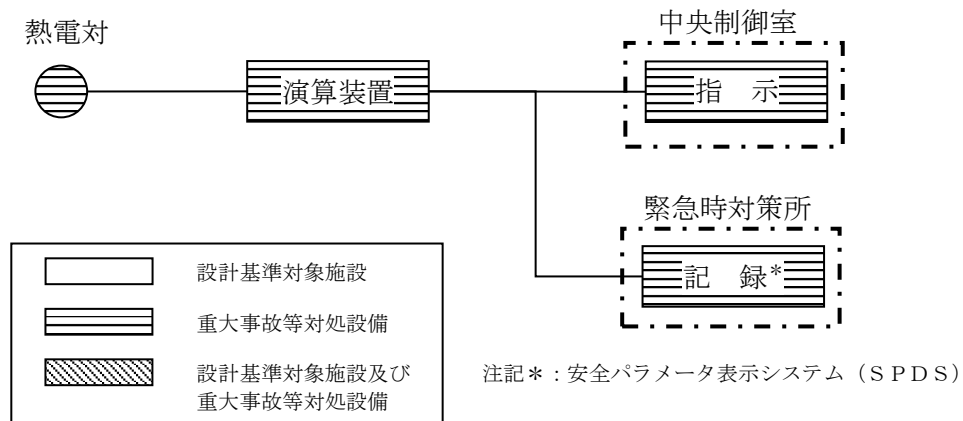 熱電対
中央制御室
演算装置
指　示
緊急時対策所
記　録*
設計基準対象施設
重大事故等対処設備
設計基準対象施設及び
重大事故等対処設備
注記＊：安全パラメータ表示システム（ＳＰＤＳ）